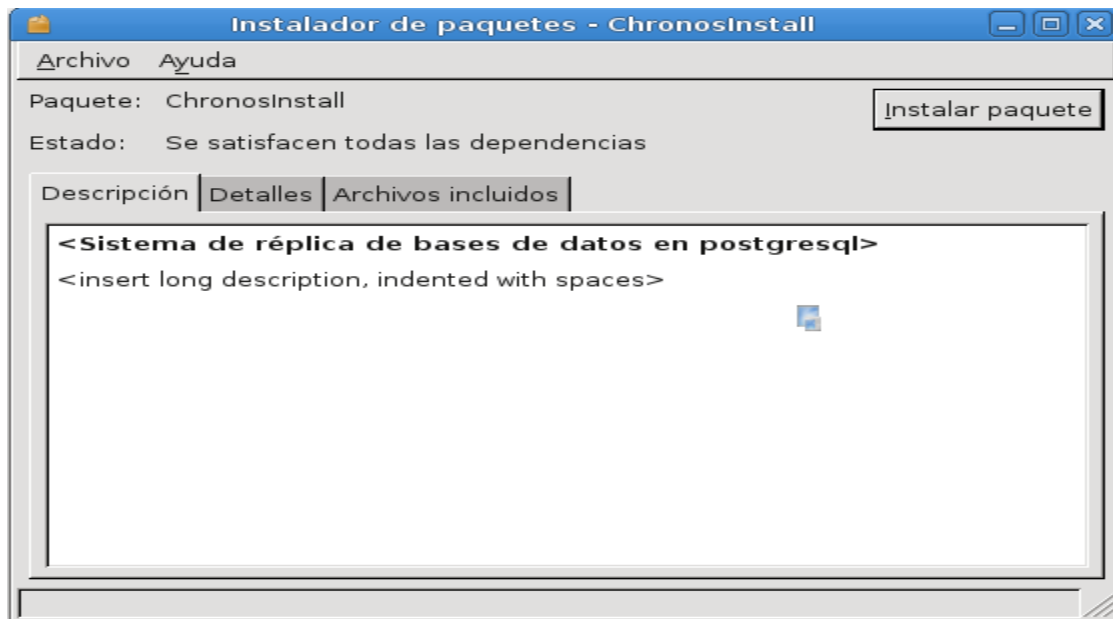 Instalador de paquetes - ChronosInstall
Archivo Ayuda
Paquete: ChronosInstall
Instalar paquete
Estado: Se satisfacen todas las dependencias
Descripción Detalles Archivos incluidos
<Sistema de réplica de bases de datos en postgresql>
<insert long description, indented with spaces>